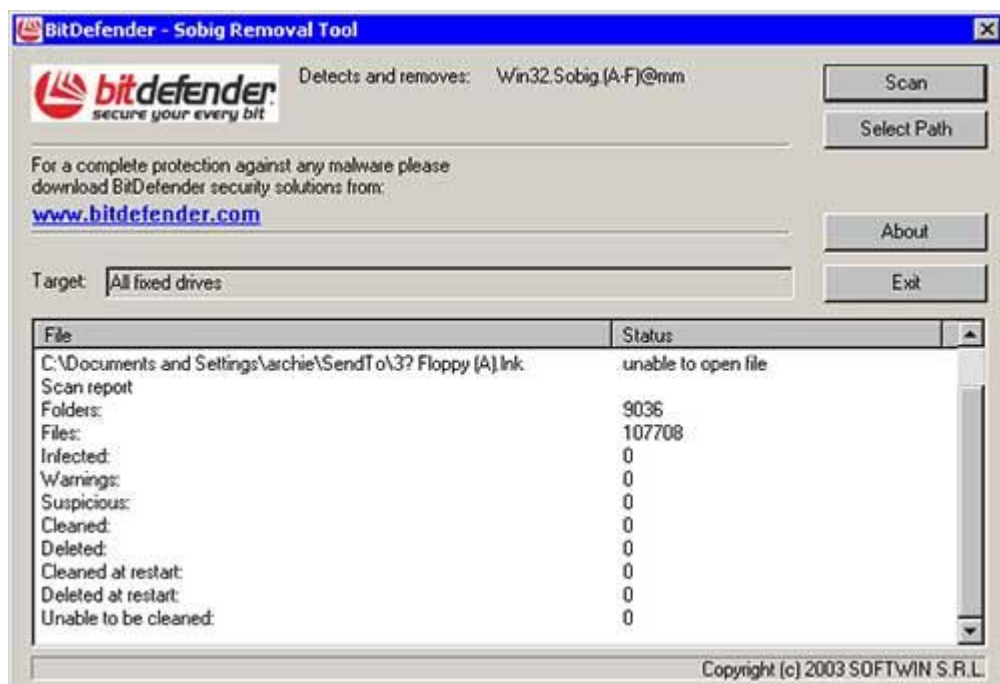 BitDefender - Sobig Removal Tool
bitdefender
secure your every bit
Detects and removes: Win32.Sobig.(A-F)@mm
Scan
Select Path
For a complete protection against any malware please
download BitDefender security solutions from:
www.bitdefender.com
About
Target: All fixed drives
Exit
File Status
C:\Documents and Settings\archie\SendTo\3? Floppy (A).lnk unable to open file
Scan report
Folders: 9036
Files: 107708
Infected: 0
Warnings: 0
Suspicious: 0
Cleaned: 0
Deleted: 0
Cleaned at restart: 0
Deleted at restart: 0
Unable to be cleaned: 0
Copyright (c) 2003 SOFTWIN S.R.L.